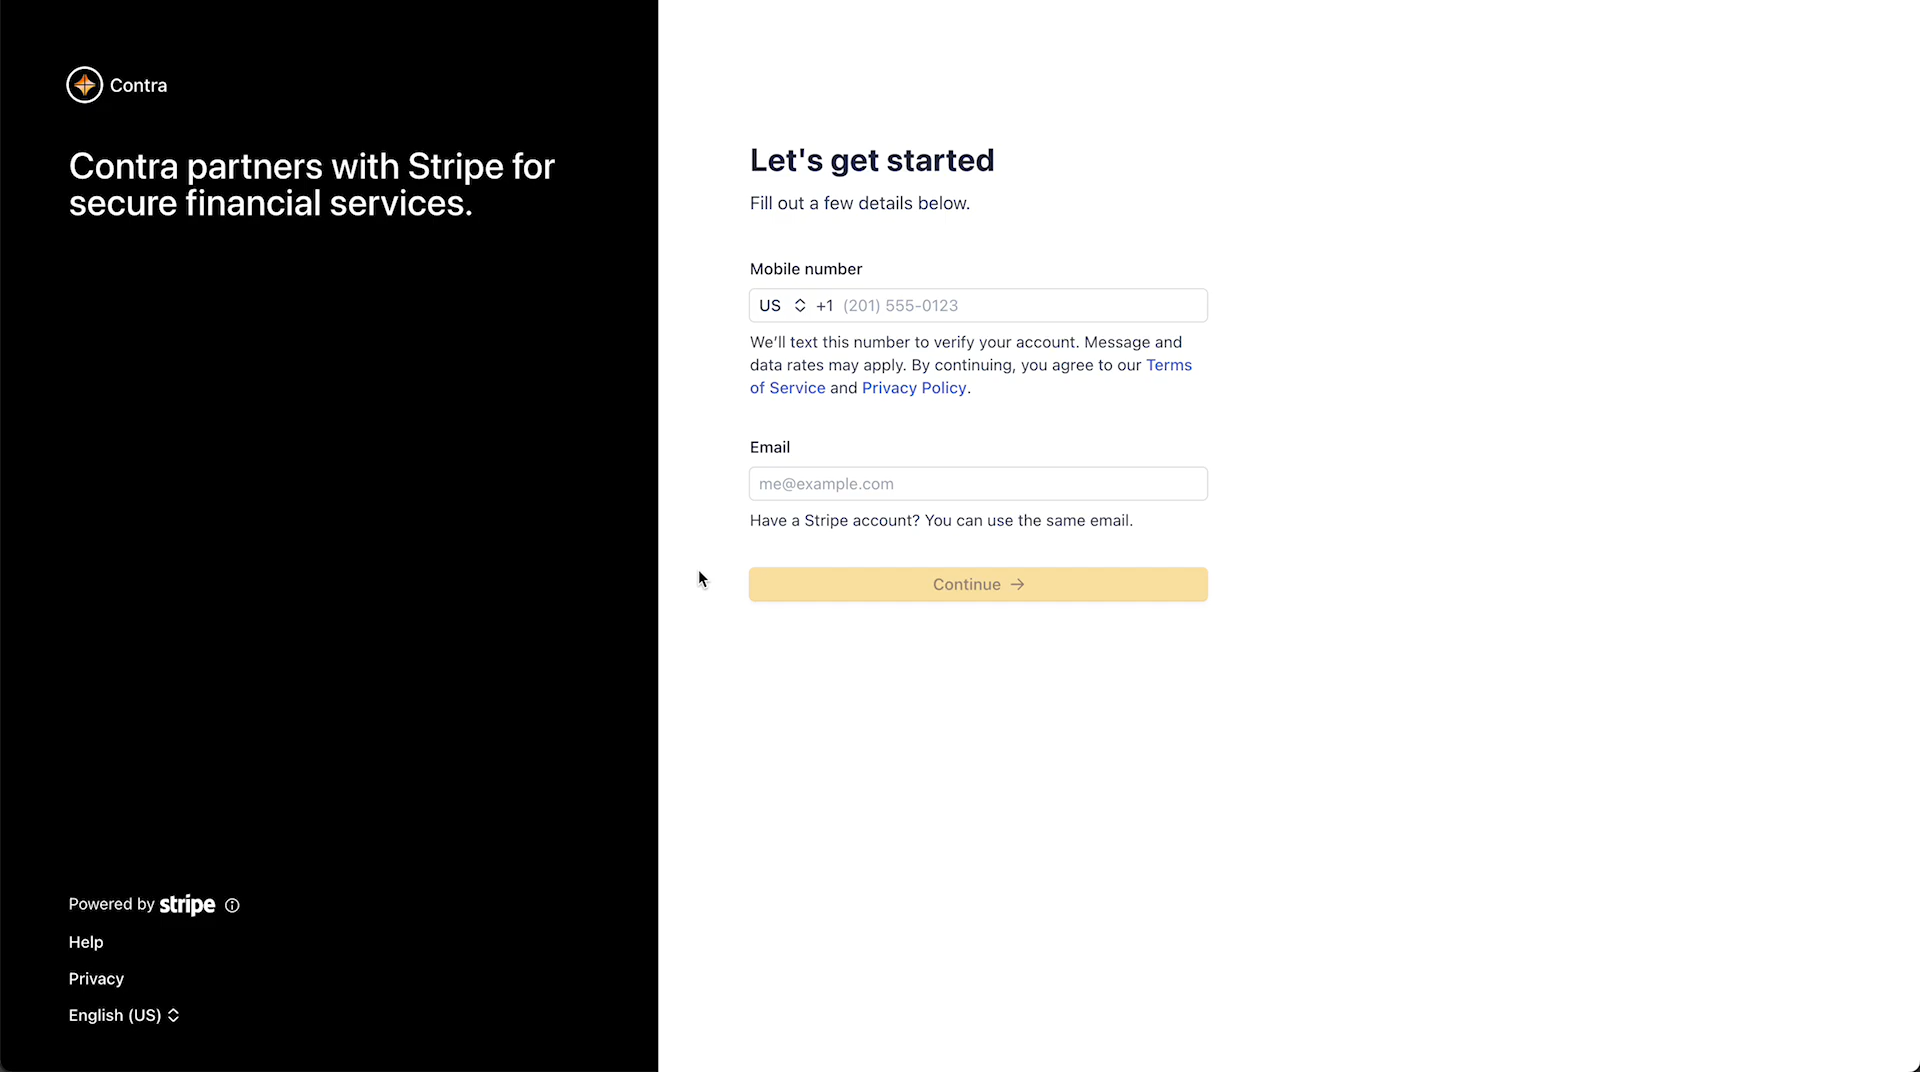 Contra
Contra partners with Stripe for
secure financial services.
Let's get started
Fill out a few details below.
Mobile number
US +1 (201) 555-0123
We’ll text this number to verify your account. Message and
data rates may apply. By continuing, you agree to our Terms
of Service and Privacy Policy.
Email
me@example.com
Have a Stripe account? You can use the same email.
Continue →
Powered by stripe
Help
Privacy
English (US)